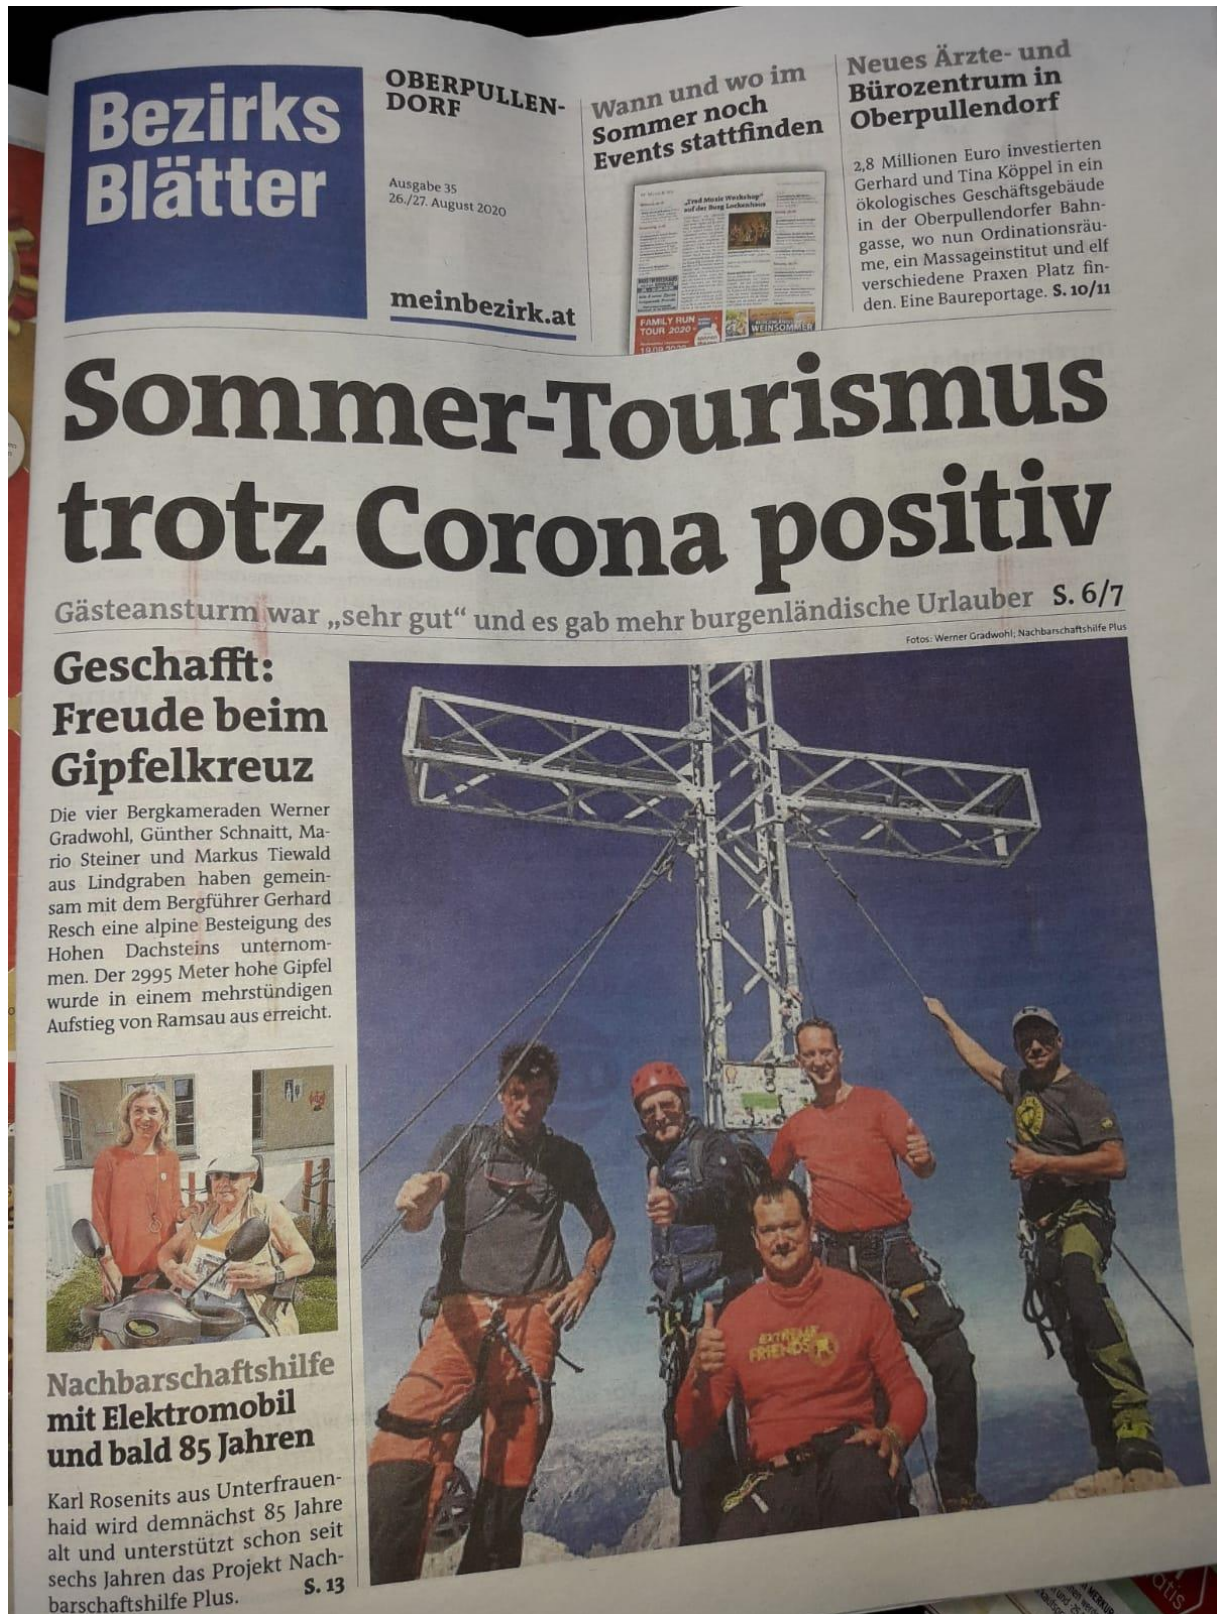 Bezirks
Blätter
OBERPULLEN-
DORF
Ausgabe 35
26./27. August 2020
meinbezirk.at
Wann und wo im
Sommer noch
Events stattfinden
„Trad Music Workshop“
auf der Burg Lockenhaus
FAMILY RUN
TOUR 2020
WEINSOMMER
Neues Ärzte- und
Bürozentrum in
Oberpullendorf
2,8 Millionen Euro investierten
Gerhard und Tina Köppel in ein
ökologisches Geschäftsgebäude
in der Oberpullendorfer Bahn-
gasse, wo nun Ordinationsräu-
me, ein Massageinstitut und elf
verschiedene Praxen Platz fin-
den. Eine Baureportage. S. 10/11
Sommer-Tourismus
trotz Corona positiv
Gästeansturm war „sehr gut“ und es gab mehr burgenländische Urlauber S. 6/7
Fotos: Werner Gradwohl; Nachbarschaftshilfe Plus
Geschafft:
Freude beim
Gipfelkreuz
Die vier Bergkameraden Werner
Gradwohl, Günther Schnaitt, Ma-
rio Steiner und Markus Tiewald
aus Lindgraben haben gemein-
sam mit dem Bergführer Gerhard
Resch eine alpine Besteigung des
Hohen Dachsteins unternom-
men. Der 2995 Meter hohe Gipfel
wurde in einem mehrstündigen
Aufstieg von Ramsau aus erreicht.
EXTREME
FRIENDS
Nachbarschaftshilfe
mit Elektromobil
und bald 85 Jahren
Karl Rosenits aus Unterfrauen-
haid wird demnächst 85 Jahre
alt und unterstützt schon seit
sechs Jahren das Projekt Nach-
barschaftshilfe Plus. S. 13